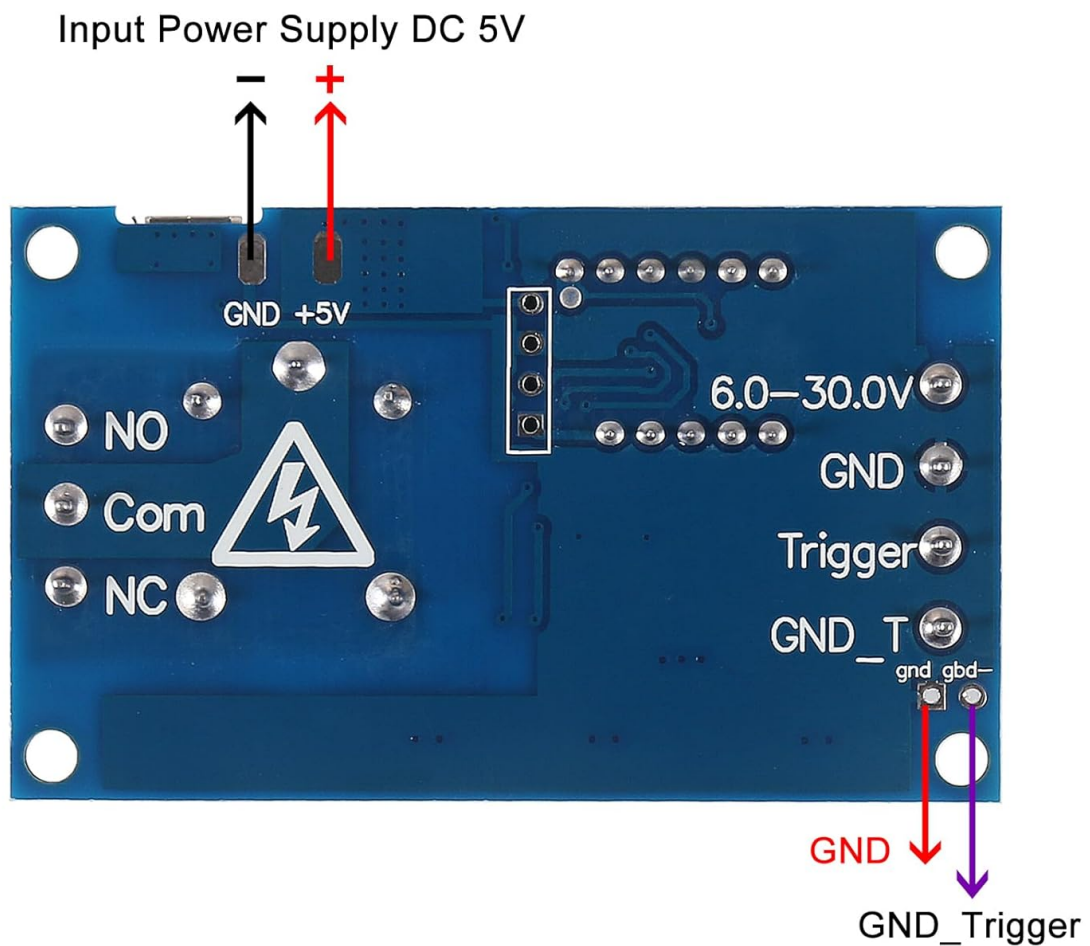 Input Power Supply DC 5V
− +
GND +5V
NO
Com
NC
6.0−30.0V
GND
Trigger
GND_T
gnd gbd−
GND
GND_Trigger